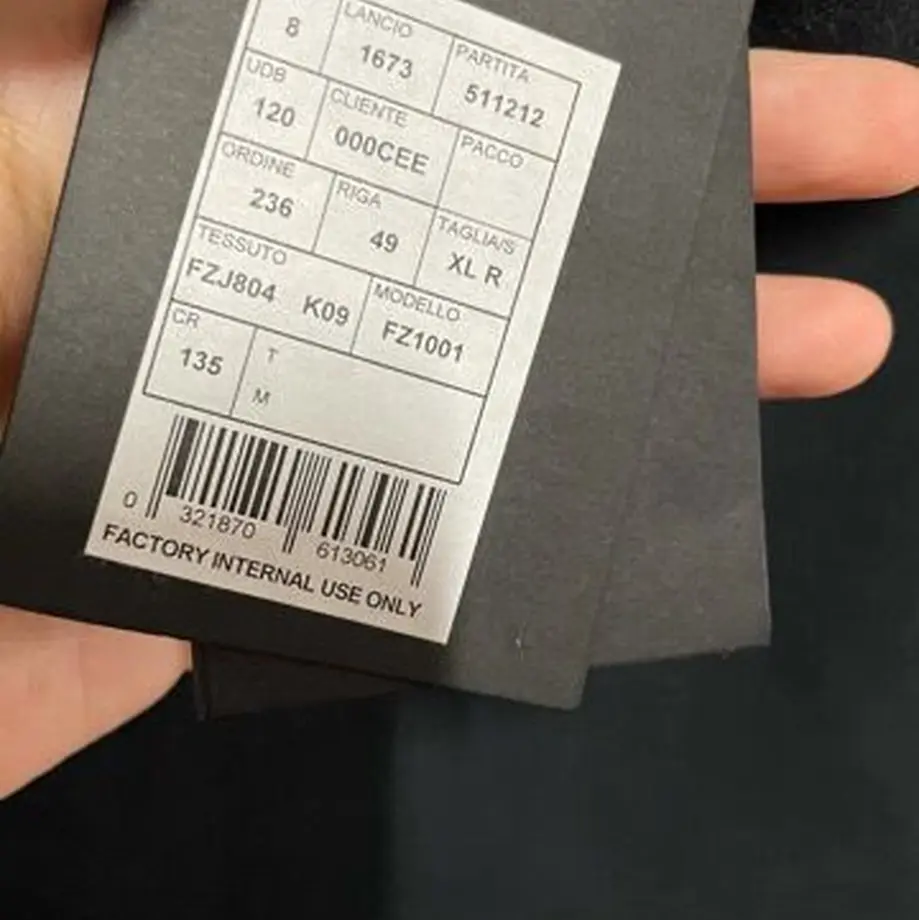 LANCIO PARTITA
8 1673 511212
UDB CLIENTE PACCO
120 000CEE
ORDINE RIGA TAGLIA/S
236 49 XL R
TESSUTO MODELLO
FZJ804 K09 FZ1001
CR T
135 M
0 321870 613061
FACTORY INTERNAL USE ONLY